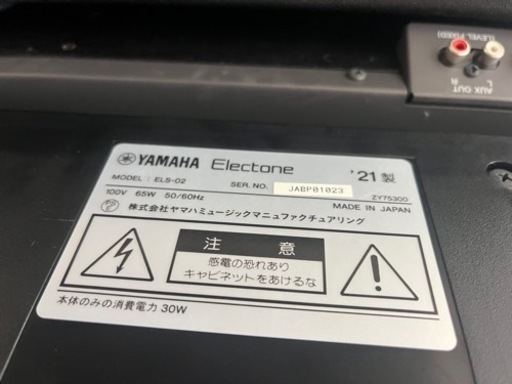 (LEVEL FIXED)
AUX OUT
R
L
YAMAHA Electone '21製
MODEL : ELS-02 SER. NO. JABP01023
100V 65W 50/60Hz ZY75300
MADE IN JAPAN
株式会社ヤマハミュージックマニュファクチュアリング
注 意
感電の恐れあり
キャビネットをあけるな
本体のみの消費電力 30W